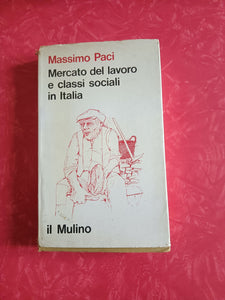 Massimo Paci
Mercato del lavoro
e classi sociali
in Italia
il Mulino